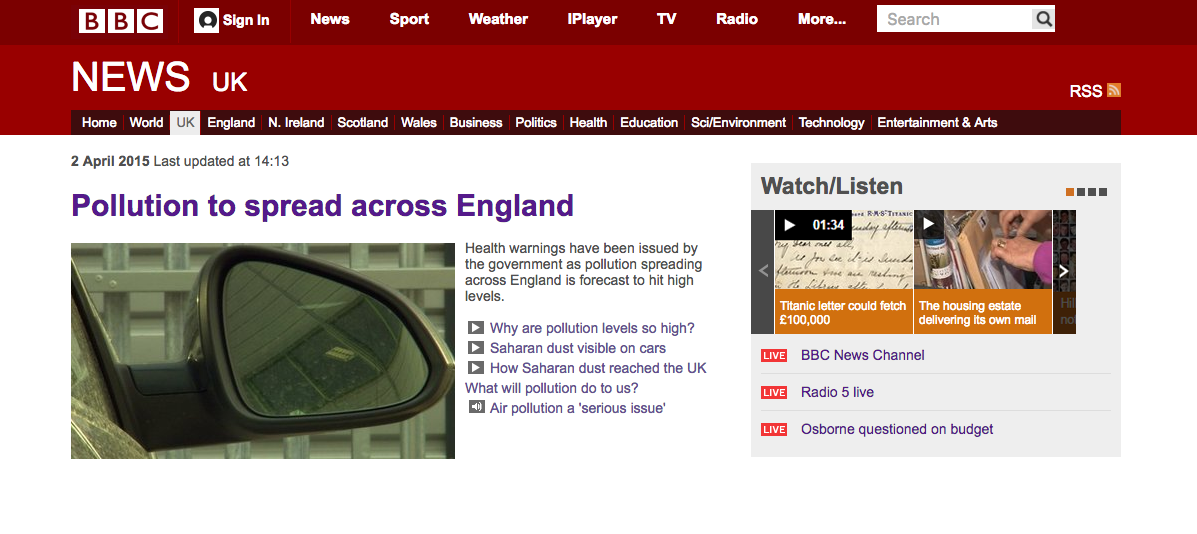 BBC Sign In News Sport Weather IPlayer TV Radio More... Search
NEWS UK
RSS
Home World UK England N. Ireland Scotland Wales Business Politics Health Education Sci/Environment Technology Entertainment & Arts
2 April 2015 Last updated at 14:13
Pollution to spread across England
Health warnings have been issued by
the government as pollution spreading
across England is forecast to hit high
levels.
Why are pollution levels so high?
Saharan dust visible on cars
How Saharan dust reached the UK
What will pollution do to us?
Air pollution a 'serious issue'
Watch/Listen
01:34
R·M·S·TITANIC
Titanic letter could fetch
£100,000
The housing estate
delivering its own mail
LIVE BBC News Channel
LIVE Radio 5 live
LIVE Osborne questioned on budget